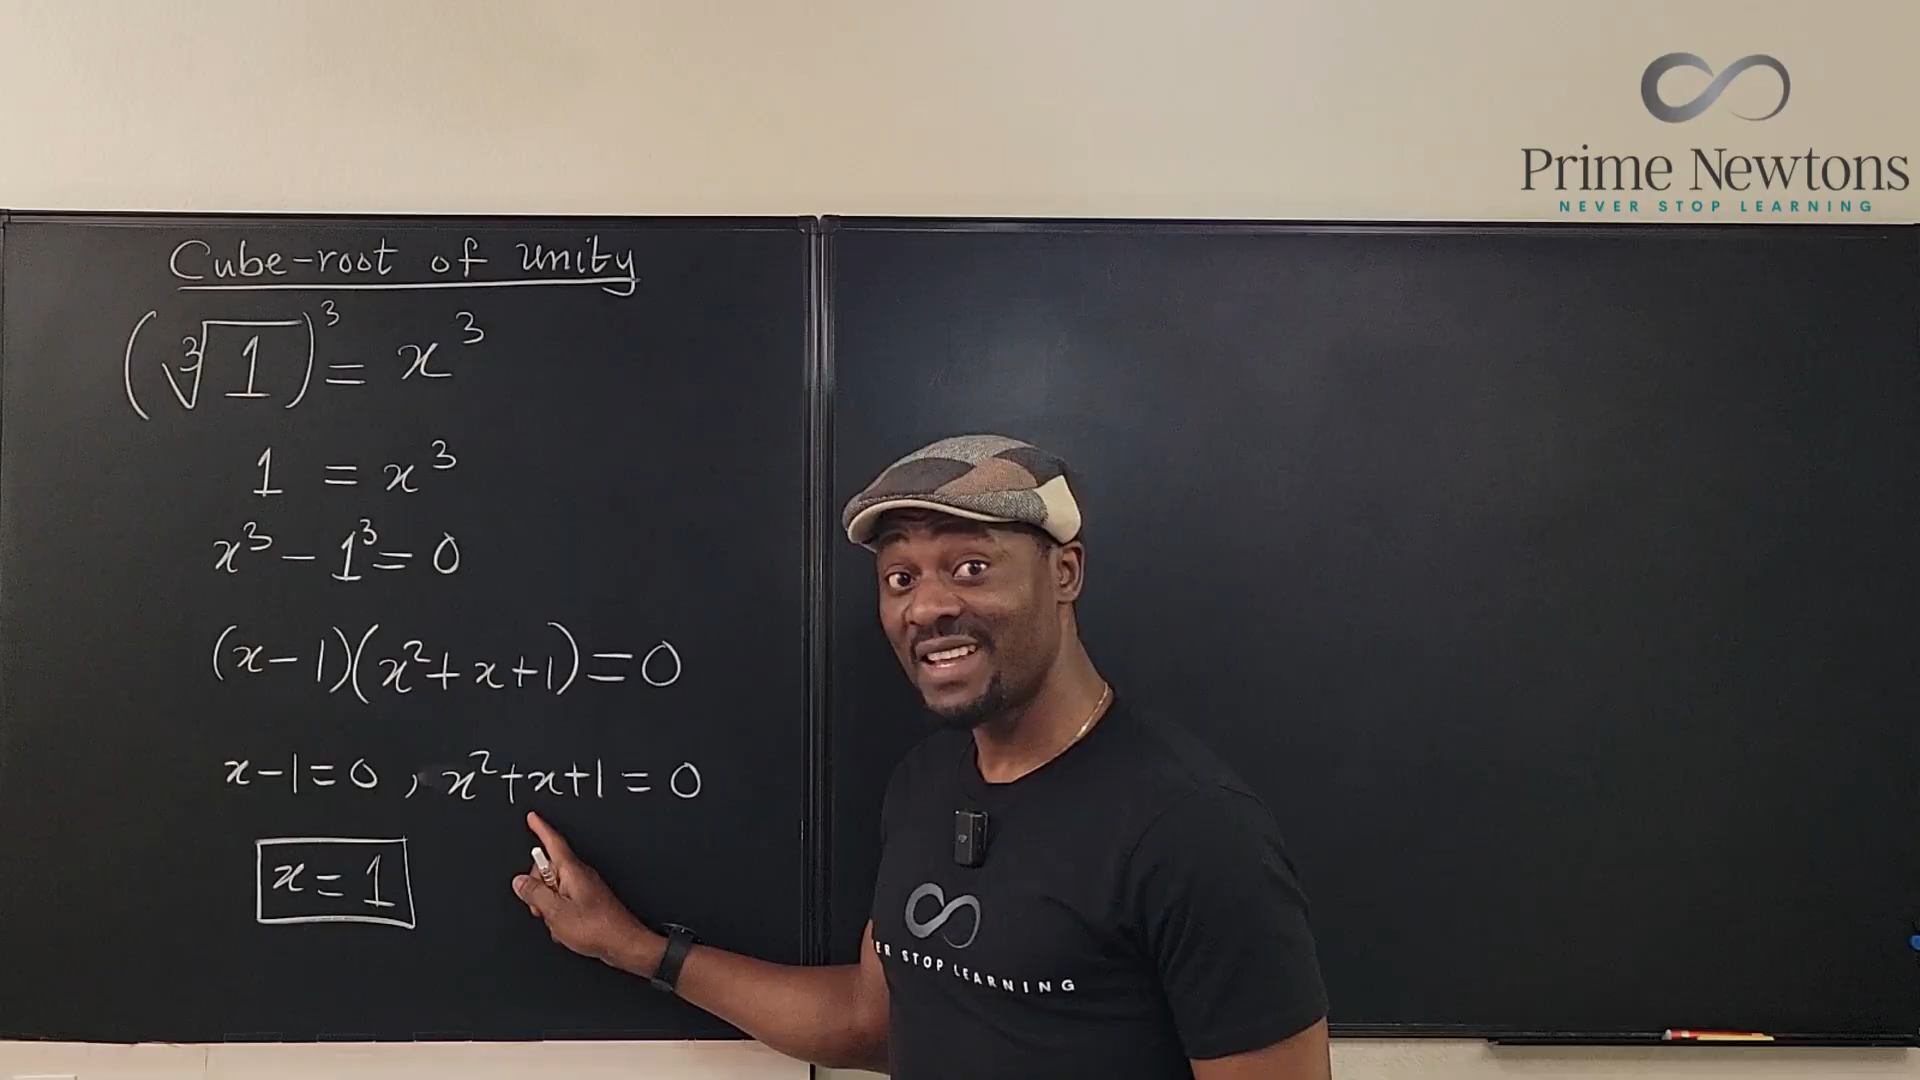 Prime Newtons
NEVER STOP LEARNING
Cube-root of unity
(∛1)³ = x³
1 = x³
x³ - 1³ = 0
(x-1)(x²+x+1)=0
x-1=0, x²+x+1=0
x=1
ER STOP LEARNING